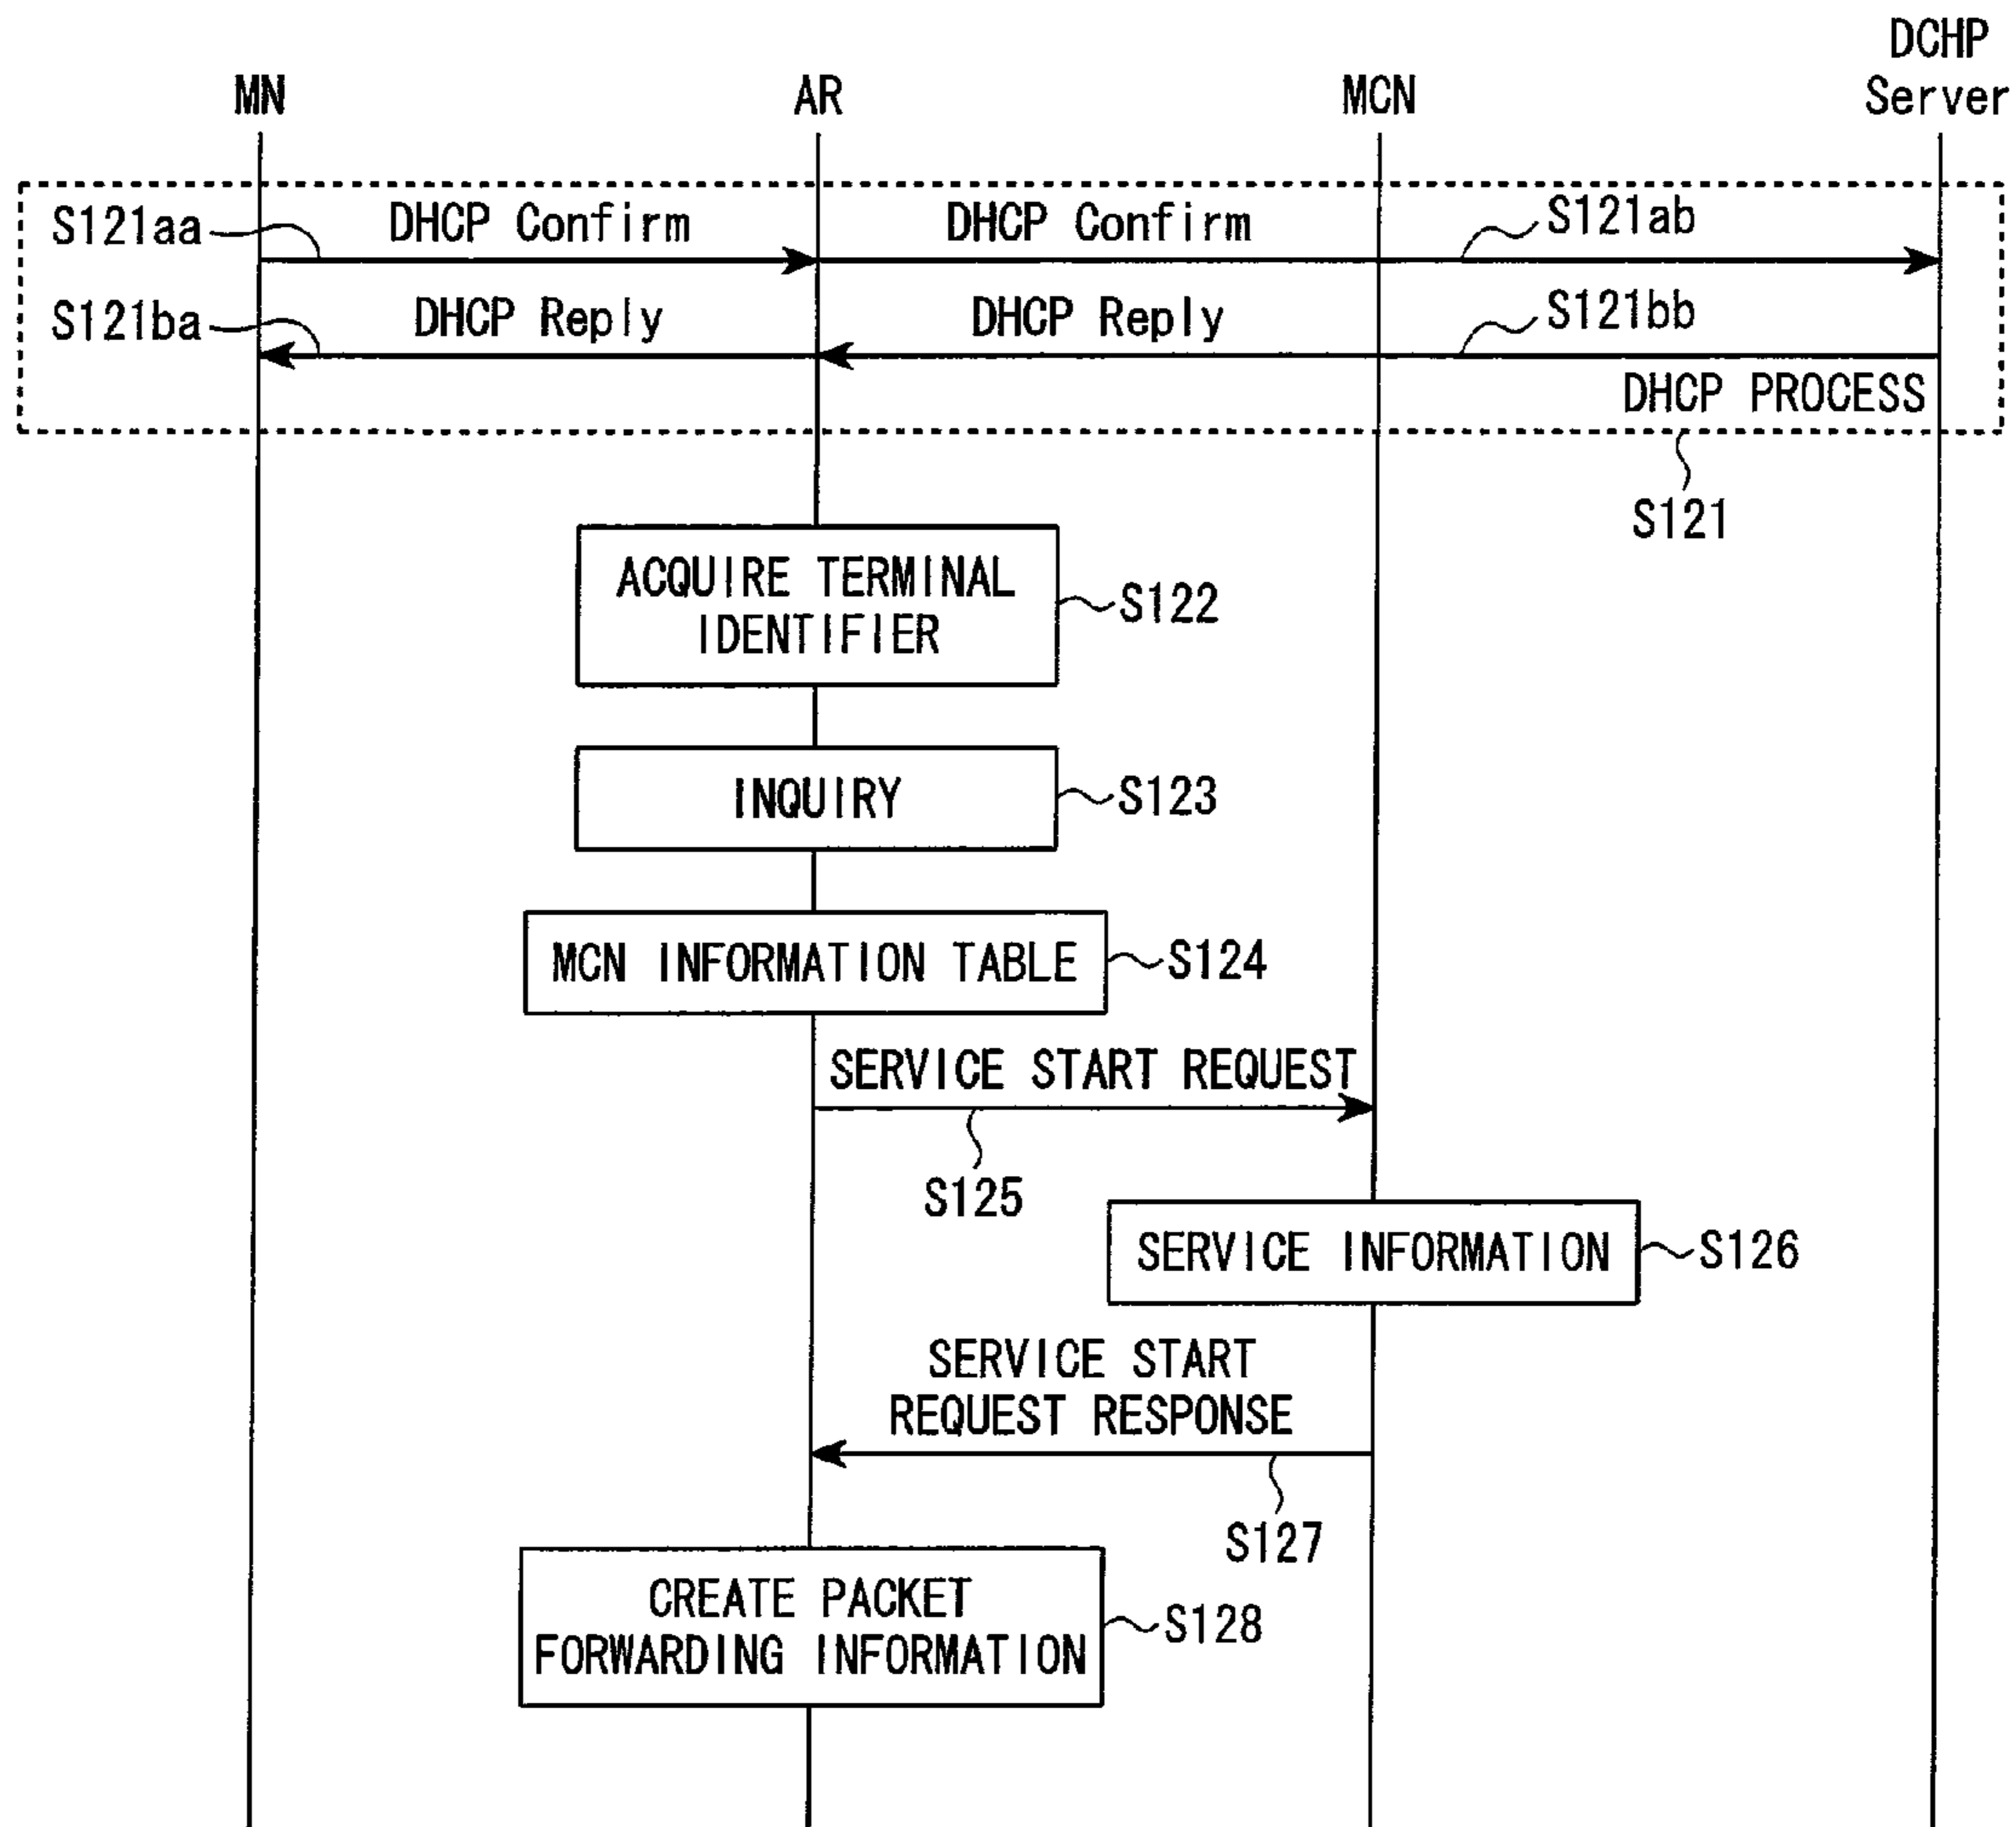 DCHP
Server
MN
AR
MCN
S121aa
DHCP Confirm
DHCP Confirm
S121ab
S121ba
DHCP Reply
DHCP Reply
S121bb
DHCP PROCESS
S121
ACQUIRE TERMINAL
IDENTIFIER
S122
INQUIRY
S123
MCN INFORMATION TABLE
S124
SERVICE START REQUEST
S125
SERVICE INFORMATION
S126
SERVICE START
REQUEST RESPONSE
S127
CREATE PACKET
FORWARDING INFORMATION
S128